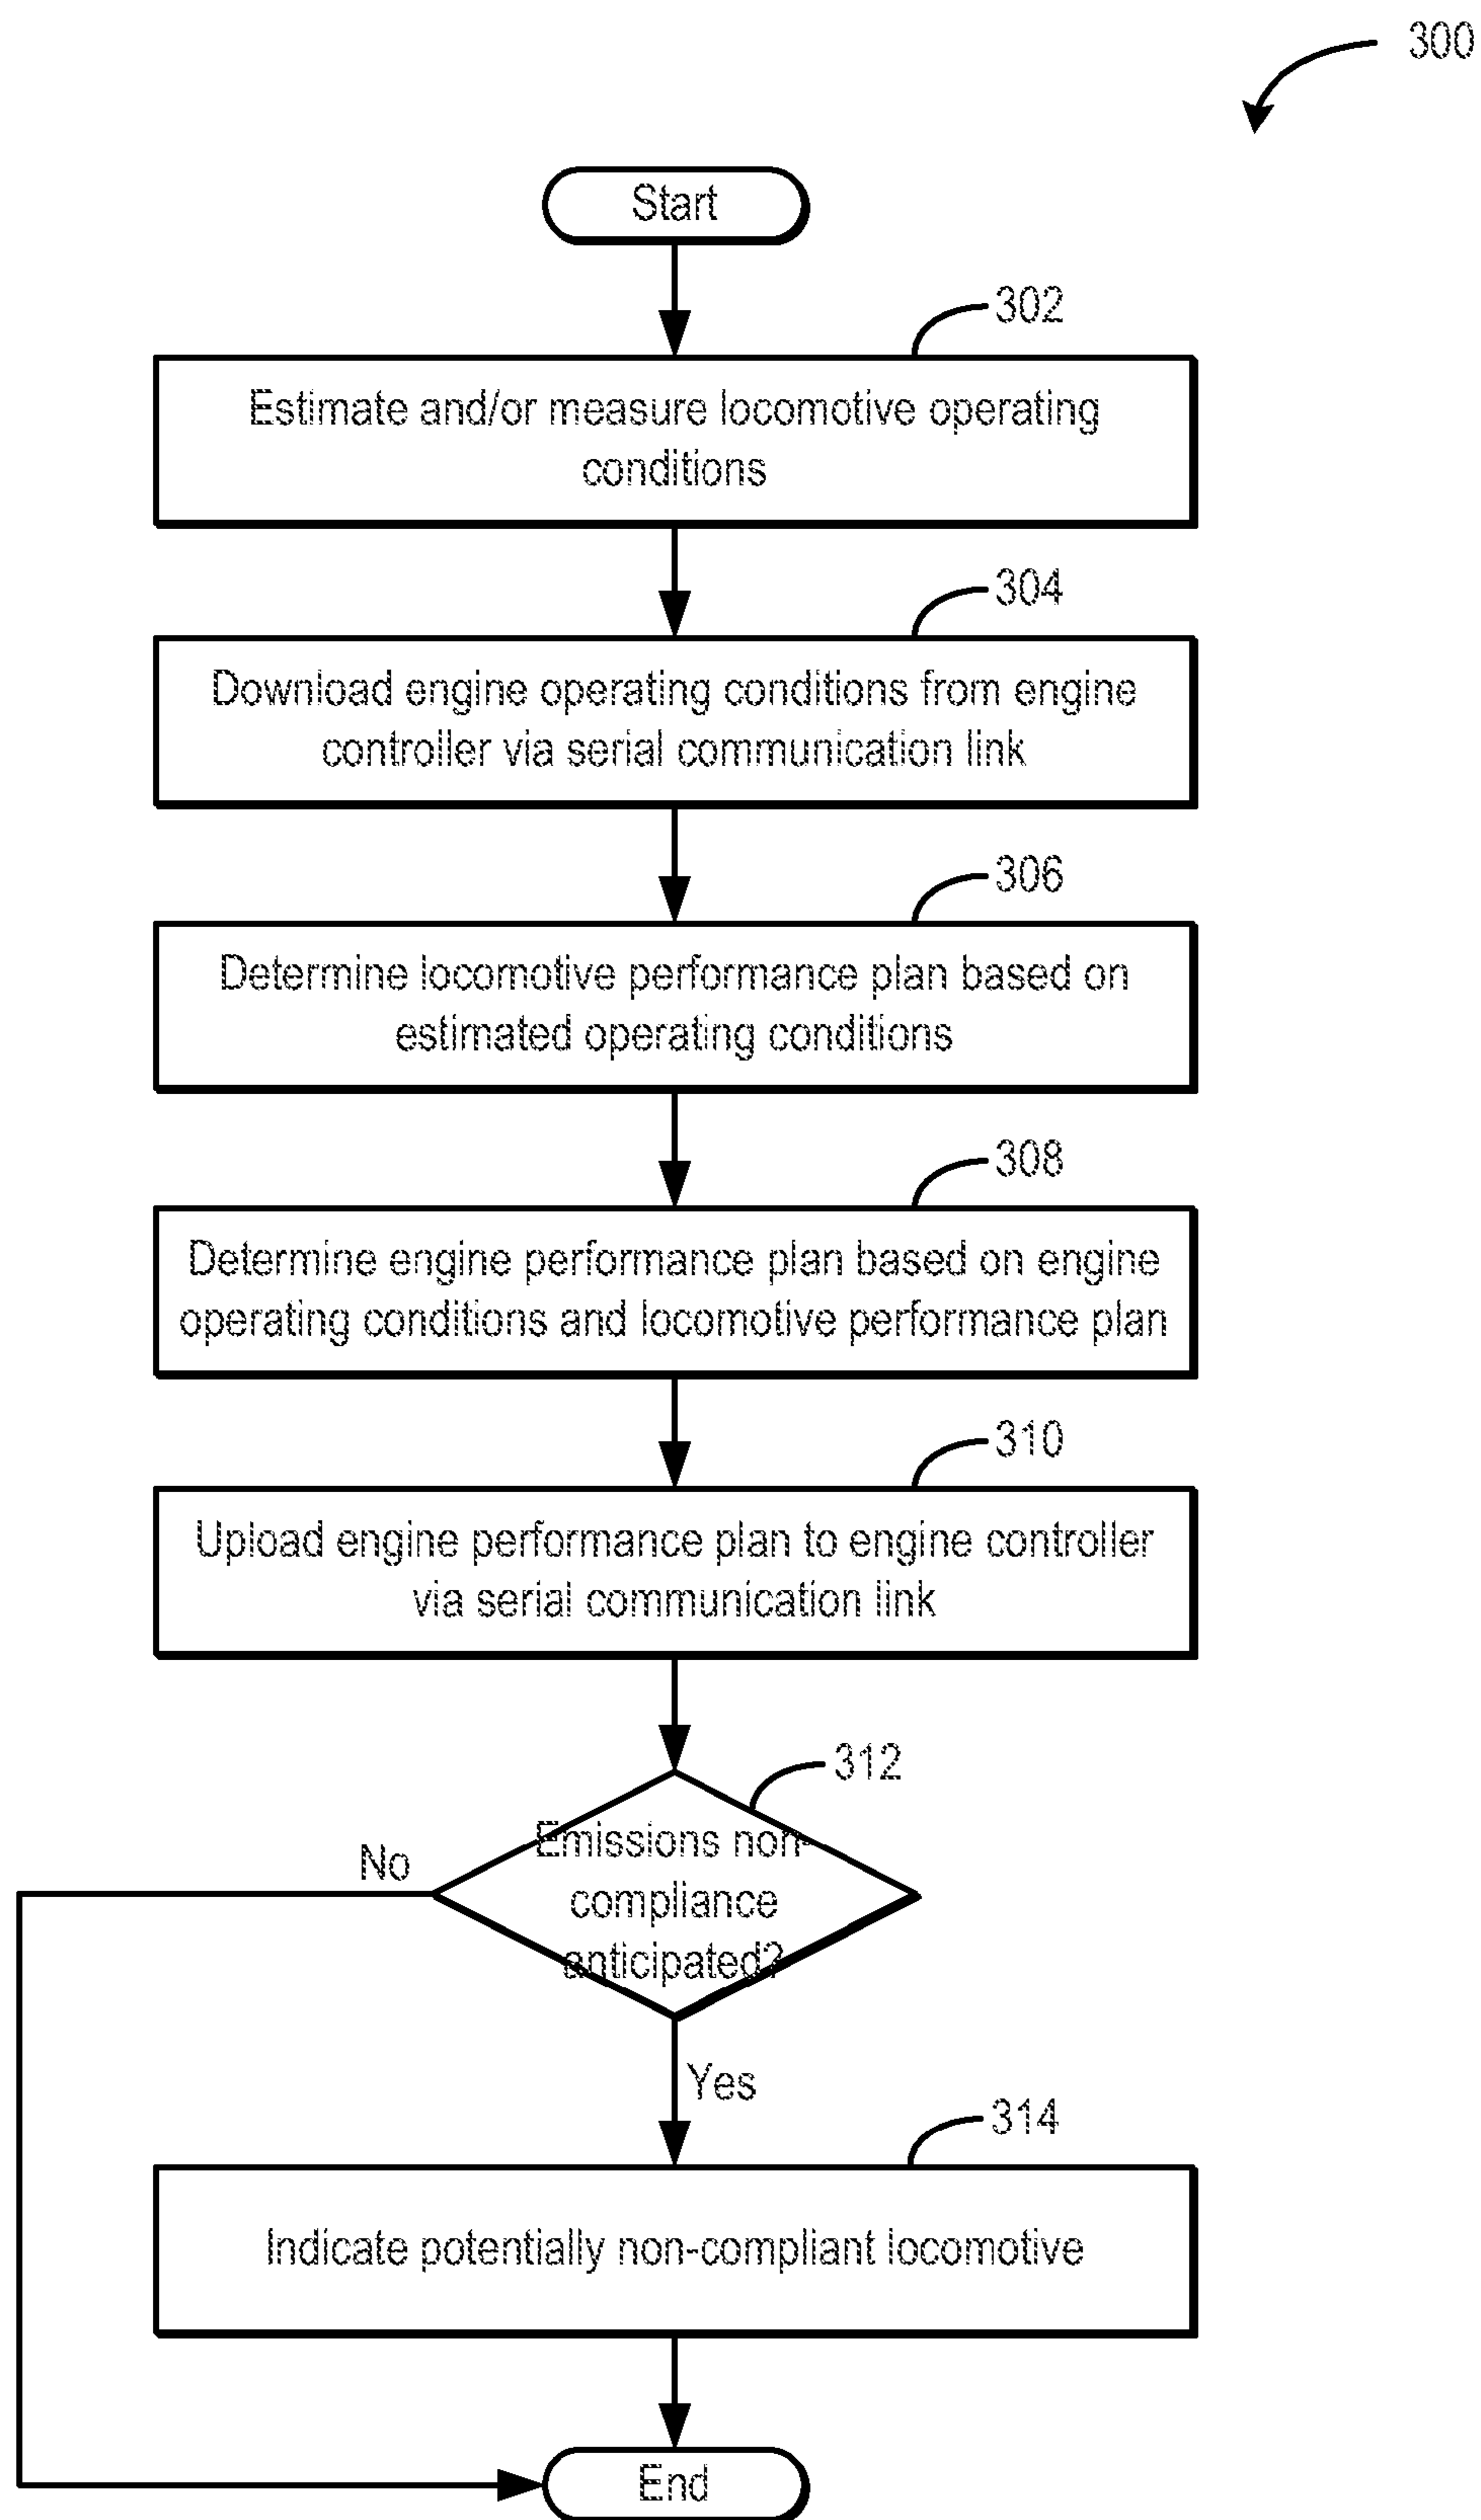 300
Start
302
Estimate and/or measure locomotive operating
conditions
304
Download engine operating conditions from engine
controller via serial communication link
306
Determine locomotive performance plan based on
estimated operating conditions
308
Determine engine performance plan based on engine
operating conditions and locomotive performance plan
310
Upload engine performance plan to engine controller
via serial communication link
312
Emissions non-
compliance
anticipated?
No
Yes
314
Indicate potentially non-compliant locomotive
End